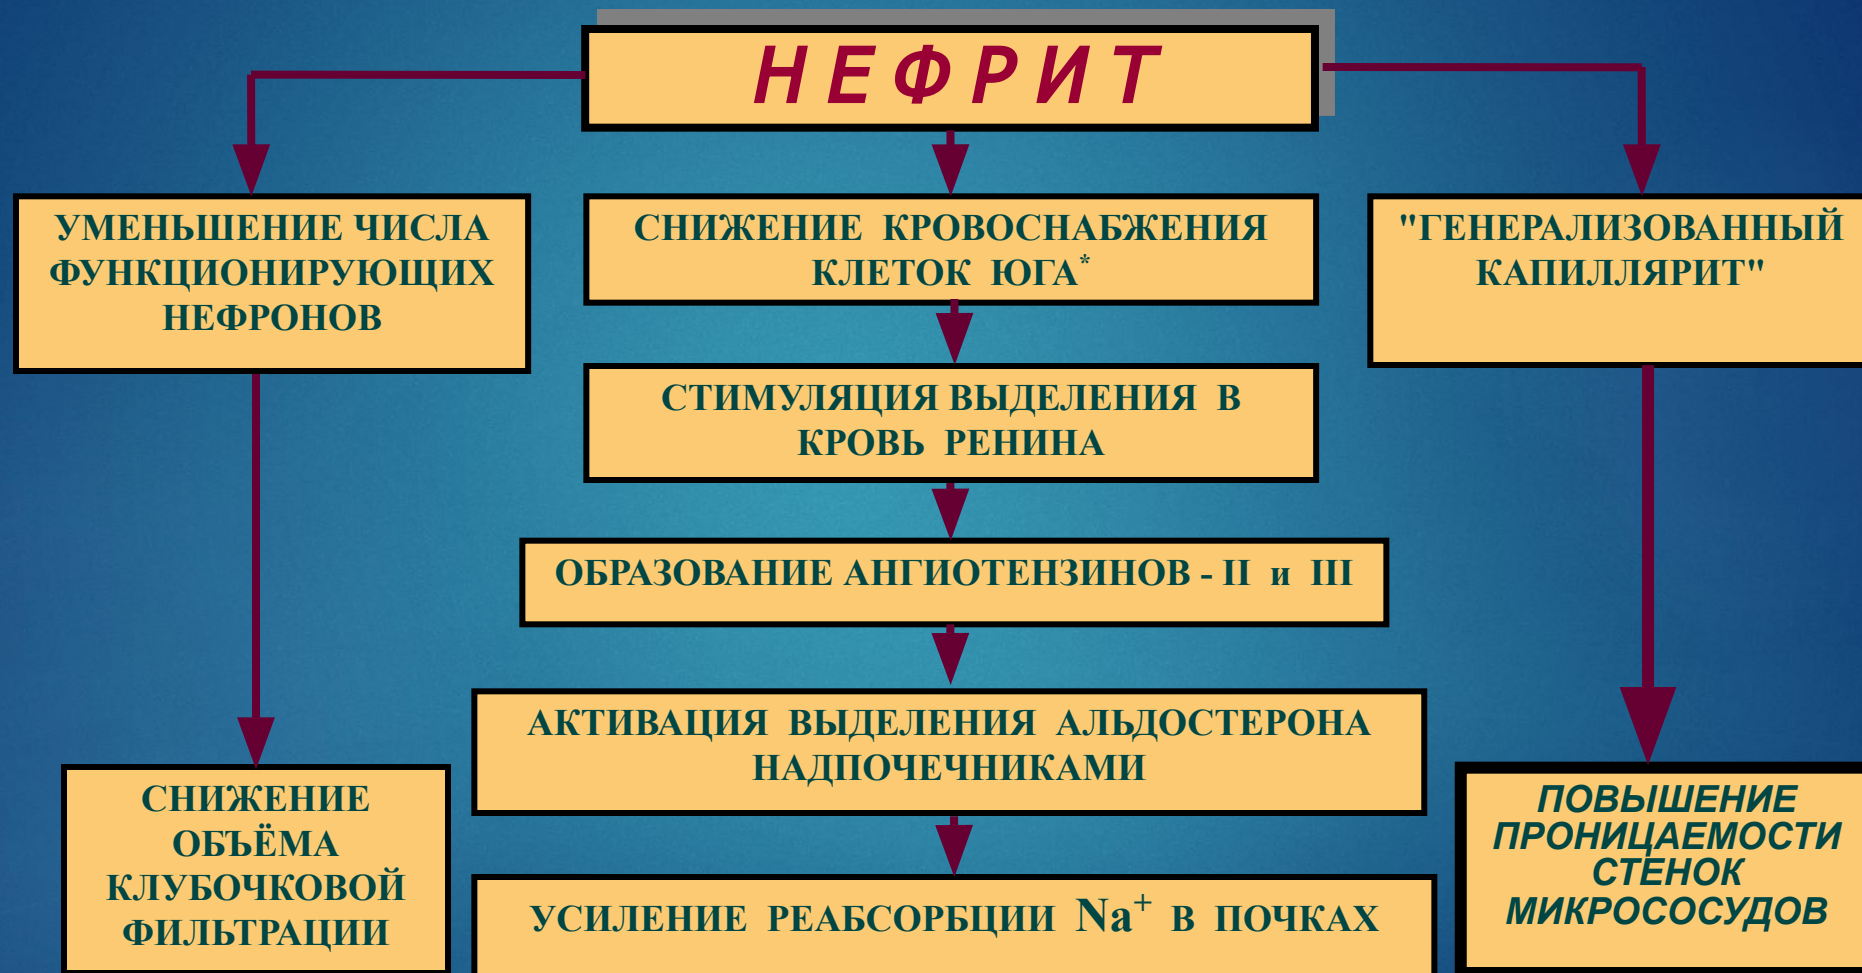 НЕФРИТ
УМЕНЬШЕНИЕ ЧИСЛА
ФУНКЦИОНИРУЮЩИХ
НЕФРОНОВ
СНИЖЕНИЕ КРОВОСНАБЖЕНИЯ
КЛЕТОК ЮГА*
"ГЕНЕРАЛИЗОВАННЫЙ
КАПИЛЛЯРИТ"
СТИМУЛЯЦИЯ ВЫДЕЛЕНИЯ В
КРОВЬ РЕНИНА
ОБРАЗОВАНИЕ АНГИОТЕНЗИНОВ - II и III
АКТИВАЦИЯ ВЫДЕЛЕНИЯ АЛЬДОСТЕРОНА
НАДПОЧЕЧНИКАМИ
СНИЖЕНИЕ
ОБЪЁМА
КЛУБОЧКОВОЙ
ФИЛЬТРАЦИИ
УСИЛЕНИЕ РЕАБСОРБЦИИ Na⁺ В ПОЧКАХ
ПОВЫШЕНИЕ
ПРОНИЦАЕМОСТИ
СТЕНОК
МИКРОСОСУДОВ